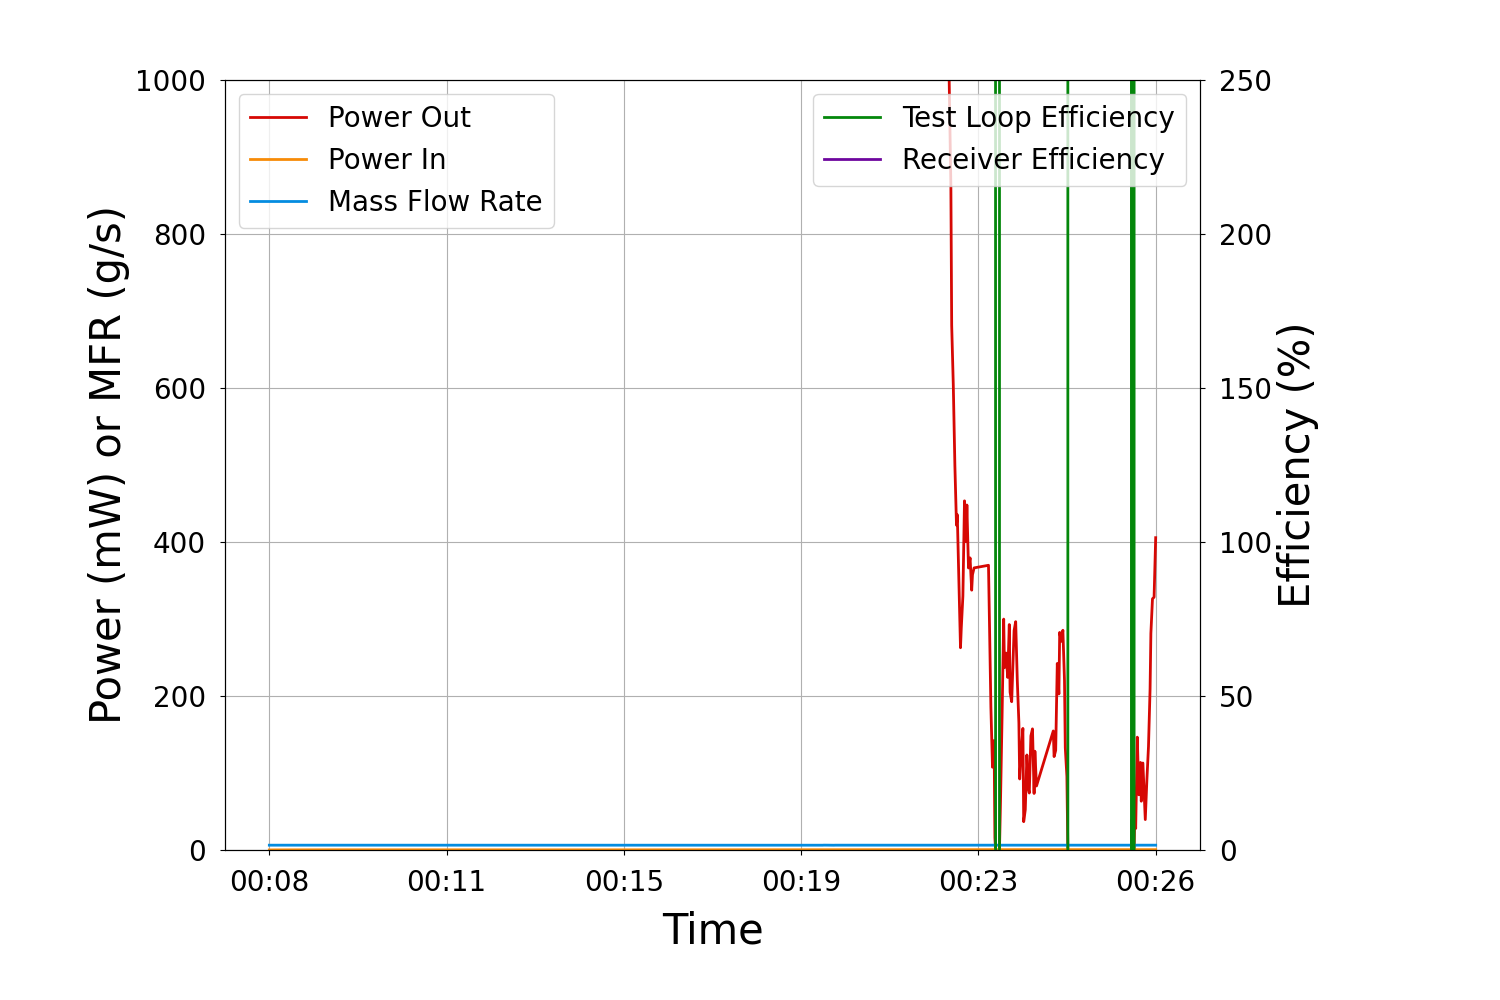 1000
800
600
400
200
0
Power (mW) or MFR (g/s)
Power Out
Power In
Mass Flow Rate
Test Loop Efficiency
Receiver Efficiency
250
200
150
100
50
0
Efficiency (%)
00:08 00:11 00:15 00:19 00:23 00:26
Time